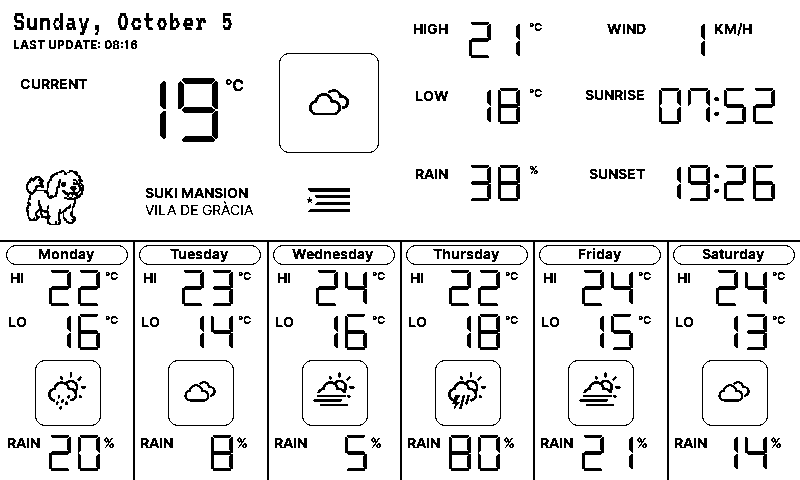 Sunday, October 5
LAST UPDATE: 08:16
CURRENT 19 °C
HIGH 21 °C
LOW 18 °C
RAIN 38 %
WIND 1 KM/H
SUNRISE 07:52
SUNSET 19:26
SUKI MANSION
VILA DE GRÀCIA
Monday
HI 22 °C
LO 16 °C
RAIN 20 %
Tuesday
HI 23 °C
LO 14 °C
RAIN 8 %
Wednesday
HI 24 °C
LO 16 °C
RAIN 5 %
Thursday
HI 22 °C
LO 18 °C
RAIN 80 %
Friday
HI 24 °C
LO 15 °C
RAIN 21 %
Saturday
HI 24 °C
LO 13 °C
RAIN 14 %